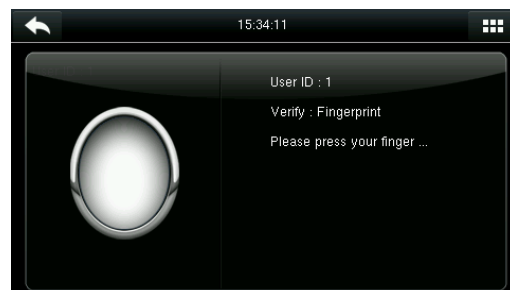 15:34:11
User ID : 1
Verify : Fingerprint
Please press your finger ...